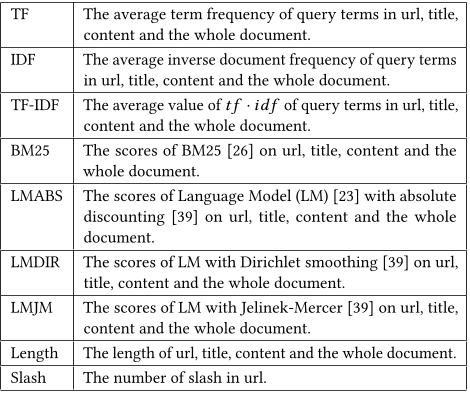 TF The average term frequency of query terms in url, title,
content and the whole document.
IDF The average inverse document frequency of query terms
in url, title, content and the whole document.
TF-IDF The average value of tf · idf of query terms in url, title,
content and the whole document.
BM25 The scores of BM25 [26] on url, title, content and the
whole document.
LMABS The scores of Language Model (LM) [23] with absolute
discounting [39] on url, title, content and the whole
document.
LMDIR The scores of LM with Dirichlet smoothing [39] on url,
title, content and the whole document.
LMJM The scores of LM with Jelinek-Mercer [39] on url, title,
content and the whole document.
Length The length of url, title, content and the whole document.
Slash The number of slash in url.